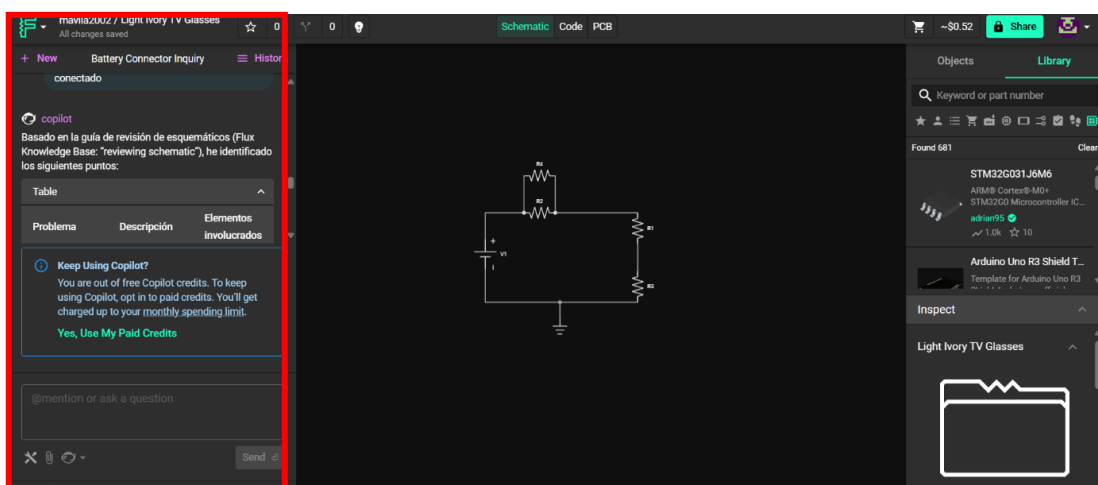 mavila2002 / Light Ivory TV Glasses
All changes saved
0
0
Schematic Code PCB
~$0.52
Share
+ New
Battery Connector Inquiry
Histor
conectado
copilot
Basado en la guía de revisión de esquemáticos (Flux
Knowledge Base: "reviewing schematic"), he identificado
los siguientes puntos:
Table
Problema
Descripción
Elementos
involucrados
Keep Using Copilot?
You are out of free Copilot credits. To keep
using Copilot, opt in to paid credits. You'll get
charged up to your monthly spending limit.
Yes, Use My Paid Credits
@mention or ask a question
Send
R4
R2
R1
+
V1
1
R3
Objects
Library
Keyword or part number
Found 681
Clear
STM32G031J6M6
ARM® Cortex®-M0+
STM32G0 Microcontroller IC...
adrian95
1.0k
10
Arduino Uno R3 Shield T...
Template for Arduino Uno R3
Inspect
Light Ivory TV Glasses